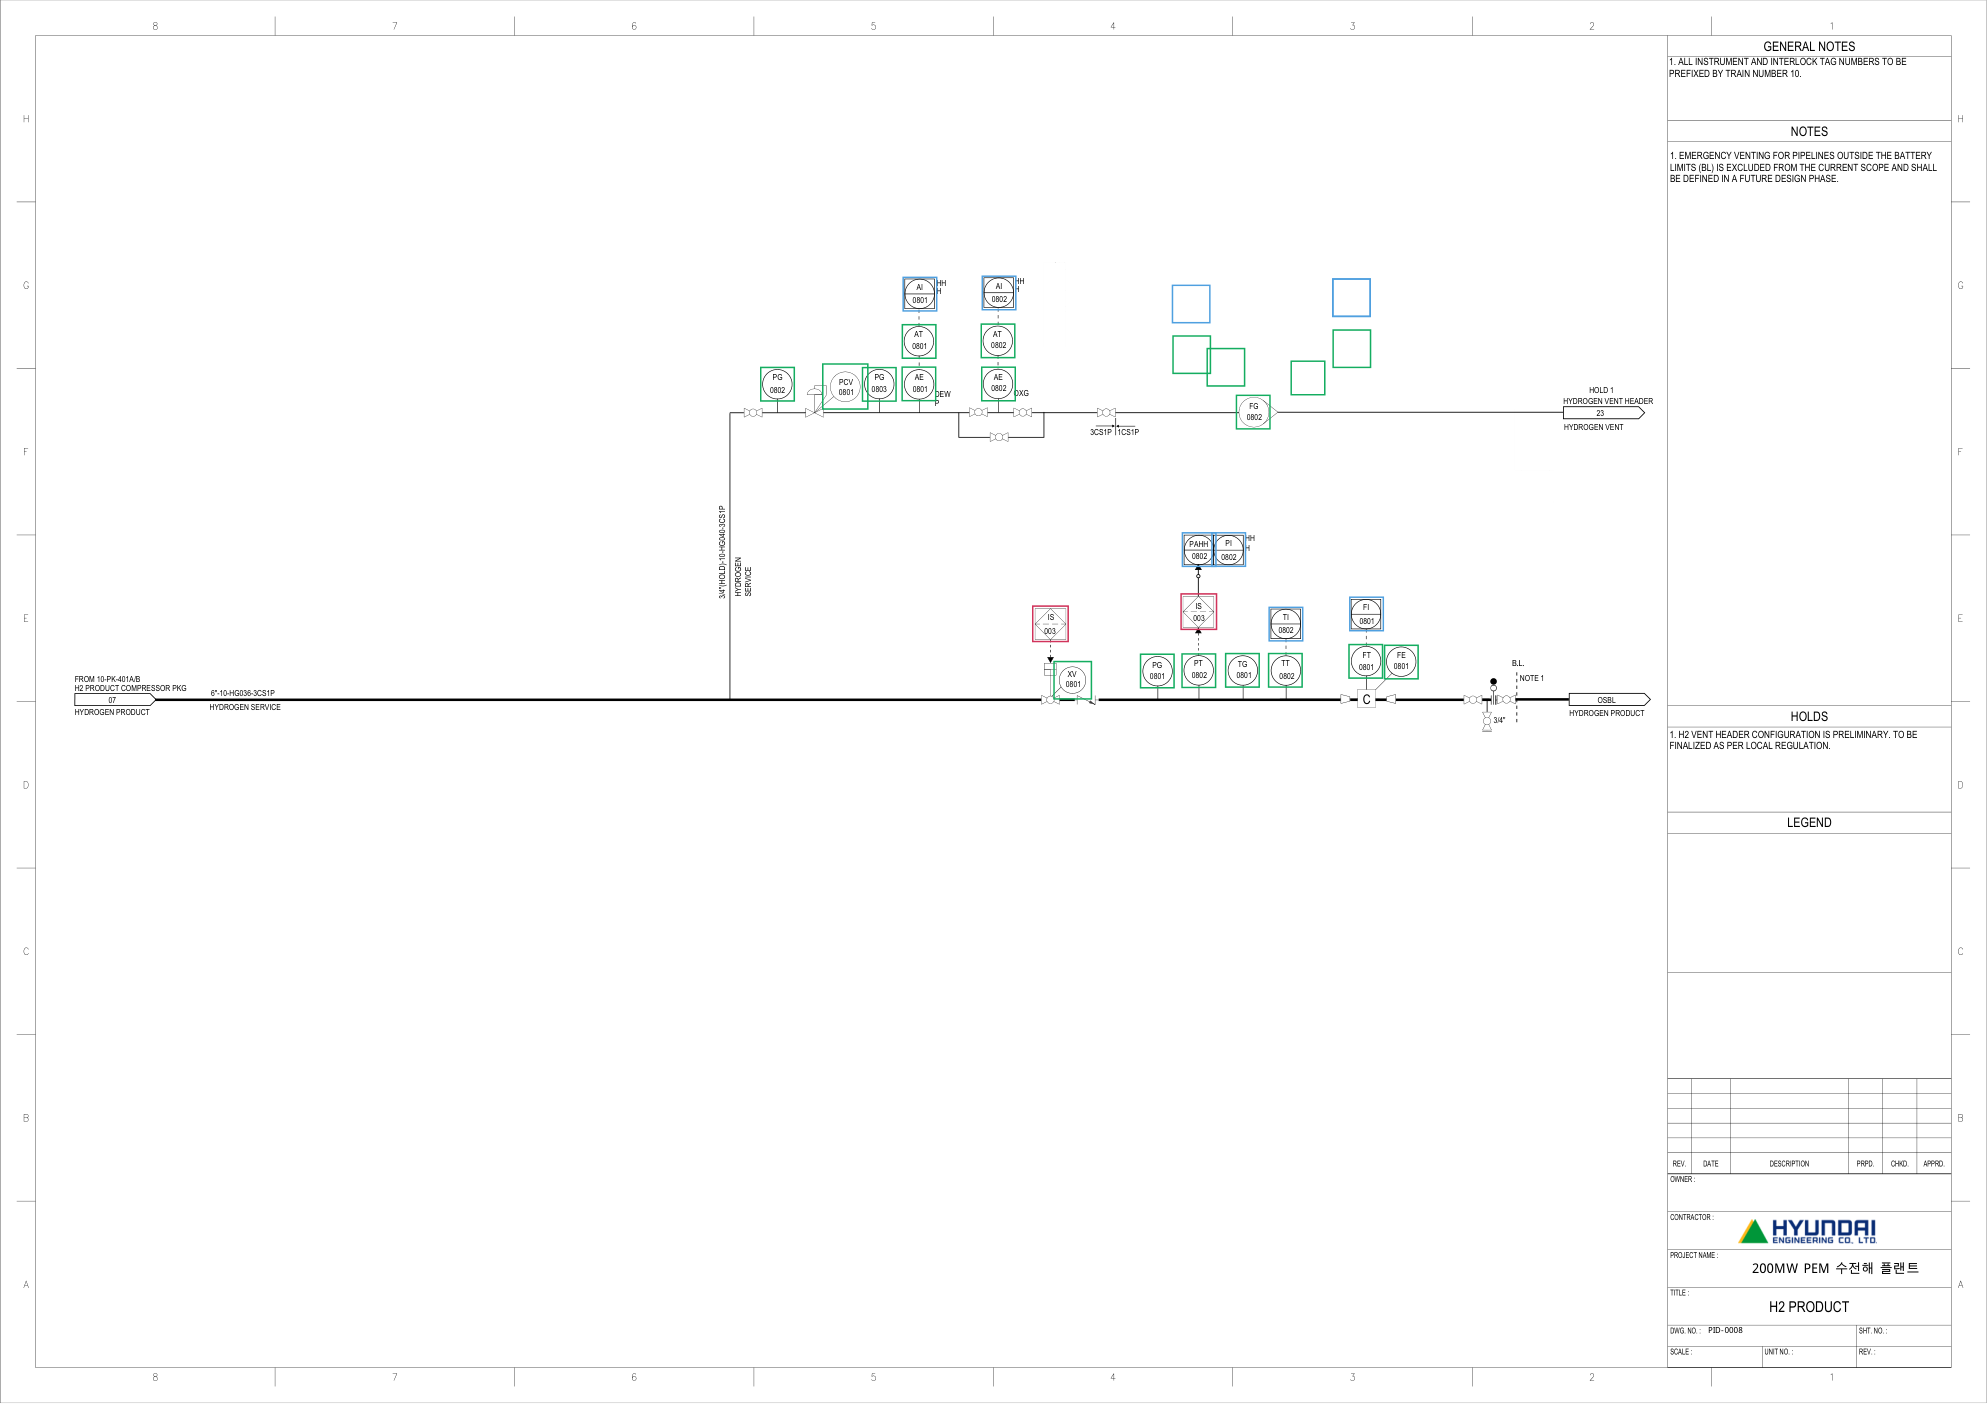 8 7 6 5 4 3 2 1
H
G
F
E
D
C
B
A
AI
0801
HH
H
AI
0802
HH
H
AT
0801
AT
0802
PG
0802
PCV
0801
PG
0803
AE
0801
DEW
P
AE
0802
OXG
3CS1P
1CS1P
FG
0802
HOLD 1
HYDROGEN VENT HEADER
23
HYDROGEN VENT
3/4"(HOLD)-10-HG040-3CS1P
HYDROGEN
SERVICE
PAHH
0802
PI
0802
HH
H
IS
003
IS
003
TI
0802
FI
0801
XV
0801
PG
0801
PT
0802
TG
0801
TT
0802
FT
0801
FE
0801
C
B.L.
NOTE 1
3/4"
FROM 10-PK-401A/B
H2 PRODUCT COMPRESSOR PKG
07
HYDROGEN PRODUCT
6"-10-HG036-3CS1P
HYDROGEN SERVICE
OSBL
HYDROGEN PRODUCT
GENERAL NOTES
1. ALL INSTRUMENT AND INTERLOCK TAG NUMBERS TO BE
PREFIXED BY TRAIN NUMBER 10.
NOTES
1. EMERGENCY VENTING FOR PIPELINES OUTSIDE THE BATTERY
LIMITS (BL) IS EXCLUDED FROM THE CURRENT SCOPE AND SHALL
BE DEFINED IN A FUTURE DESIGN PHASE.
HOLDS
1. H2 VENT HEADER CONFIGURATION IS PRELIMINARY. TO BE
FINALIZED AS PER LOCAL REGULATION.
LEGEND
REV. DATE DESCRIPTION PRPD. CHKD. APPRD.
OWNER :
CONTRACTOR :
HYUNDAI
ENGINEERING CO. LTD.
PROJECT NAME :
200MW PEM 수전해 플랜트
TITLE :
H2 PRODUCT
DWG. NO. : PID-0008 SHT. NO. :
SCALE : UNIT NO. : REV. :
H
G
F
E
D
C
B
A
8 7 6 5 4 3 2 1